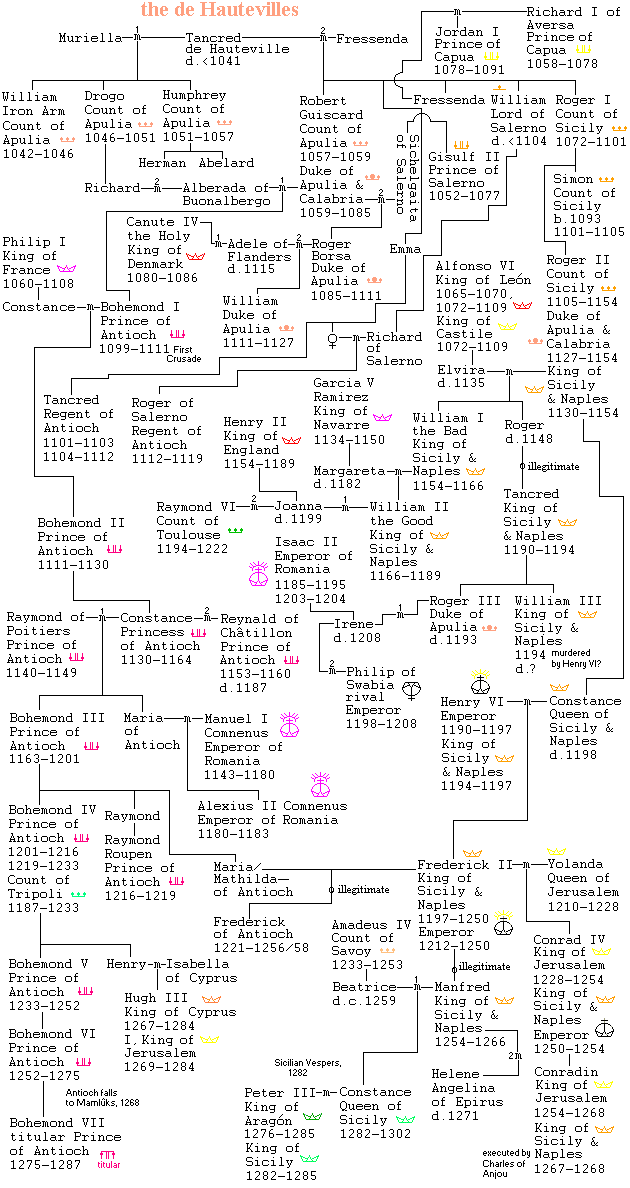 the de Hautevilles
Muriella
m
1
Tancred
de Hauteville
d.<1041
2
Fressenda
m
Jordan I
Prince of
Capua
1078–1091
Richard I of
Aversa
Prince of
Capua
1058–1078
William
Iron Arm
Count of
Apulia
1042–1046
Drogo
Count of
Apulia
1046–1051
Humphrey
Count of
Apulia
1051–1057
Herman
Abelard
Robert
Guiscard
Count of
Apulia
1057–1059
Duke of
Apulia &
Calabria
1059–1085
Sichelgaita
of Salerno
Fressenda
Gisulf II
Prince of
Salerno
1052–1077
William
Lord of
Salerno
d.<1104
Roger I
Count of
Sicily
1072–1101
Simon
Count of
Sicily
b.1093
1101–1105
Richard
2
m
Alberada of
Buonalbergo
1
m
2
m
Philip I
King of
France
1060–1108
Canute IV
the Holy
King of
Denmark
1080–1086
1
m
Adele of
Flanders
d.1115
2
m
Roger
Borsa
Duke of
Apulia
1085–1111
Emma
Alfonso VI
King of León
1065–1070,
1072–1109
King of
Castile
1072–1109
Roger II
Count of
Sicily
1105–1154
Duke of
Apulia &
Calabria
1127–1154
King of
Sicily
& Naples
1130–1154
Constance
m
Bohemond I
Prince of
Antioch
1099–1111
First
Crusade
William
Duke of
Apulia
1111–1127
♀
m
Richard
of
Salerno
Elvira
d.1135
m
Tancred
Regent of
Antioch
1101–1103
1104–1112
Roger of
Salerno
Regent of
Antioch
1112–1119
Henry II
King of
England
1154–1189
Garcia V
Ramirez
King of
Navarre
1134–1150
William I
the Bad
King of
Sicily &
Naples
1154–1166
Roger
d.1148
illegitimate
Margareta
d.1182
m
Tancred
King of
Sicily
& Naples
1190–1194
Bohemond II
Prince of
Antioch
1111–1130
Raymond VI
Count of
Toulouse
1194–1222
2
m
Joanna
d.1199
1
m
William II
the Good
King of
Sicily &
Naples
1166–1189
Isaac II
Emperor of
Romania
1185–1195
1203–1204
Raymond of
Poitiers
Prince of
Antioch
1140–1149
1
m
Constance
Princess
of Antioch
1130–1164
2
m
Reynald of
Châtillon
Prince of
Antioch
1153–1160
d.1187
Irene
d.1208
1
m
Roger III
Duke of
Apulia
d.1193
William III
King of
Sicily &
Naples
1194
d.?
murdered
by Henry VI?
2
m
Philip of
Swabia
rival
Emperor
1198–1208
Bohemond III
Prince of
Antioch
1163–1201
Maria
of
Antioch
m
Manuel I
Comnenus
Emperor of
Romania
1143–1180
Henry VI
Emperor
1190–1197
King of
Sicily
& Naples
1194–1197
m
Constance
Queen of
Sicily &
Naples
d.1198
Alexius II Comnenus
Emperor of Romania
1180–1183
Bohemond IV
Prince of
Antioch
1201–1216
1219–1233
Count of
Tripoli
1187–1233
Raymond
Raymond
Roupen
Prince of
Antioch
1216–1219
Maria/
Mathilda
of Antioch
illegitimate
Frederick II
King of
Sicily &
Naples
1197–1250
Emperor
1212–1250
m
Yolanda
Queen of
Jerusalem
1210–1228
Frederick
of Antioch
1221–1256/58
Amadeus IV
Count of
Savoy
1233–1253
illegitimate
Conrad IV
King of
Jerusalem
1228–1254
King of
Sicily &
Naples
Emperor
1250–1254
Bohemond V
Prince of
Antioch
1233–1252
Henry
m
Isabella
of Cyprus
Beatrice
d.c.1259
1
m
Manfred
King of
Sicily &
Naples
1254–1266
Hugh III
King of Cyprus
1267–1284
I, King of
Jerusalem
1269–1284
Bohemond VI
Prince of
Antioch
1252–1275
Sicilian Vespers,
1282
2m
Helene
Angelina
of Epirus
d.1271
Conradin
King of
Jerusalem
1254–1268
King of
Sicily &
Naples
1267–1268
executed by
Charles of
Anjou
Antioch falls
to Mamlûks, 1268
Peter III
King of
Aragón
1276–1285
King of
Sicily
1282–1285
m
Constance
Queen of
Sicily
1282–1302
Bohemond VII
titular Prince
of Antioch
1275–1287
titular